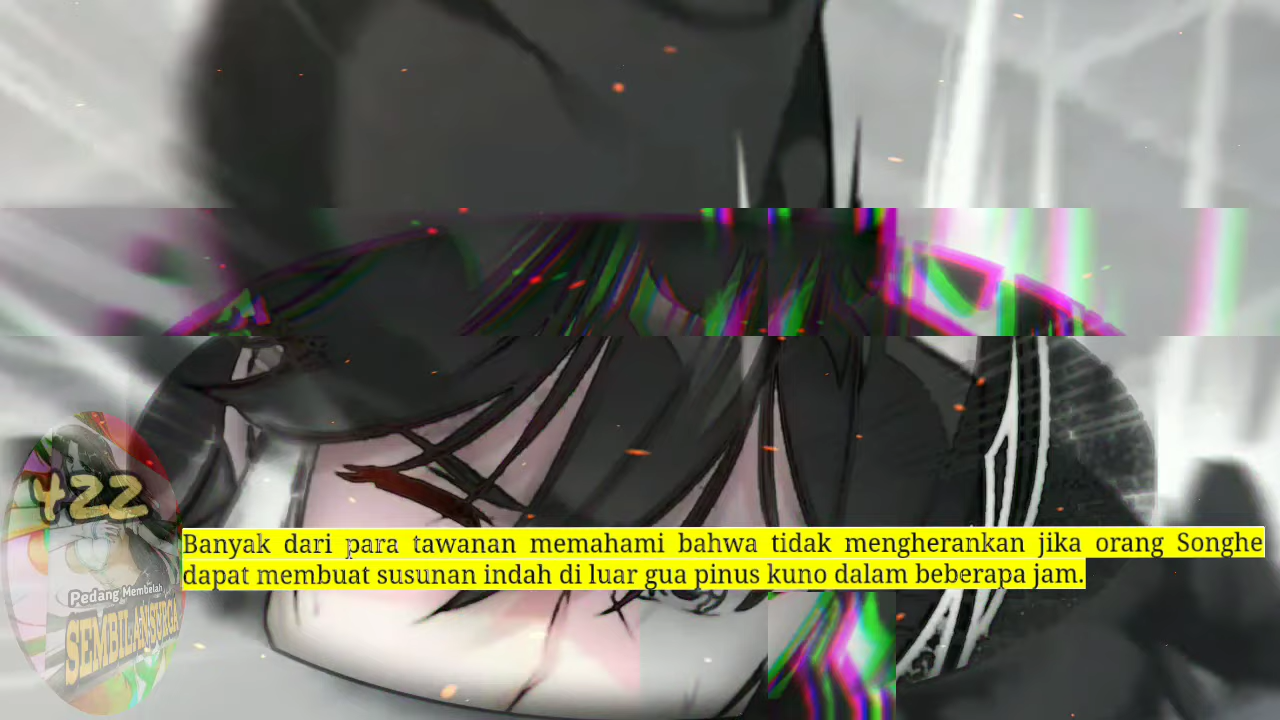 422
Pedang Membelah
SEMBILAN SURGA
Banyak dari para tawanan memahami bahwa tidak mengherankan jika orang Songhe
dapat membuat susunan indah di luar gua pinus kuno dalam beberapa jam.